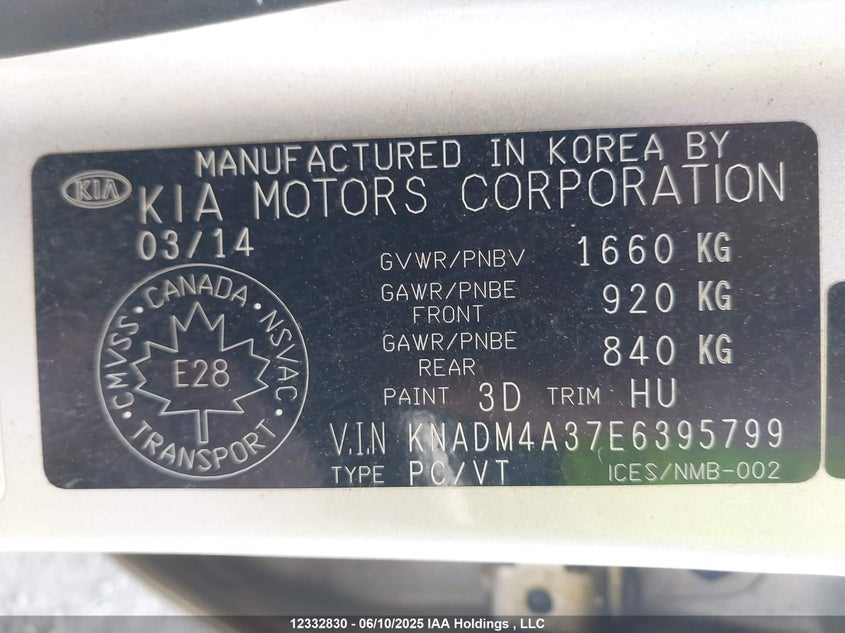 MANUFACTURED IN KOREA BY
KIA
KIA MOTORS CORPORATION
03/14
GVWR/PNBV 1660 KG
GAWR/PNBE FRONT 920 KG
GAWR/PNBE REAR 840 KG
PAINT 3D TRIM HU
V.I.N KNADM4A37E6395799
TYPE PC/VT ICES/NMB-002
CMVSS · CANADA · NSVAC
E28
TRANSPORT
12332830 - 06/10/2025 IAA Holdings , LLC